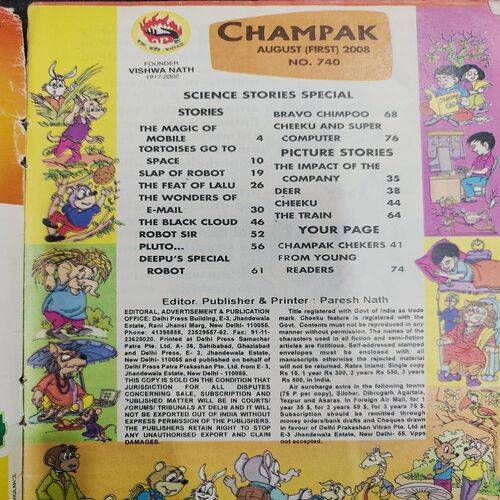 CHAMPAK
AUGUST (FIRST) 2008
NO. 740
FOUNDER
VISHWA NATH
1917-2002
SCIENCE STORIES SPECIAL
STORIES
THE MAGIC OF
MOBILE 4
TORTOISES GO TO
SPACE 10
SLAP OF ROBOT 19
THE FEAT OF LALU 26
THE WONDERS OF
E-MAIL 30
THE BLACK CLOUD 46
ROBOT SIR 52
PLUTO... 56
DEEPU'S SPECIAL
ROBOT 61
BRAVO CHIMPOO 68
CHEEKU AND SUPER
COMPUTER 76
PICTURE STORIES
THE IMPACT OF THE
COMPANY 35
DEER 38
CHEEKU 44
THE TRAIN 64
YOUR PAGE
CHAMPAK CHEKERS 41
FROM YOUNG
READERS 74
Editor, Publisher & Printer : Paresh Nath
EDITORIAL, ADVERTISEMENT & PUBLICATION
OFFICE: Delhi Press Building, E-3, Jhandewala
Estate, Rani Jhansi Marg, New Delhi- 110055.
Phone: 41398888, 23529557-62, Fax: 91-11-
23625020. Printed at Delhi Press Samachar
Patra Pte. Ltd. A- 36, Sahibabad, Ghaziabad
and Delhi Press, E- 3, Jhandewala Estate,
New Delhi- 110055 and published on behalf of
Delhi Press Patra Prakashan Pte. Ltd. from E- 3,
Jhandewala Estate, New Delhi - 110055.
THIS COPY IS SOLD ON THE CONDITION THAT
JURISDICTION FOR ALL DISPUTES
CONCERNING SALE, SUBSCRIPTION AND
PUBLISHED MATTER WILL BE IN COURTS/
FORUMS/ TRIBUNALS AT DELHI AND IT WILL
NOT BE EXPORTED OUT OF INDIA WITHOUT
EXPRESS PERMISSION OF THE PUBLISHERS.
THE PUBLISHERS RETAIN RIGHT TO STOP
ANY UNAUTHORISED EXPORT AND CLAIM
DAMAGES.
Title registered with Govt of India as trade
mark. Cheeku feature is registered with the
Govt. Contents must not be reproduced in any
manner without permission. The names of the
characters used in all fiction and semi-fiction
articles are fictitious. Self-addressed stamped
envelopes must be enclosed with all
manuscripts otherwise the rejected material
will not be returned. Rates Inland: Single copy
Rs 15, 1 year Rs 300, 2 years Rs 550, 3 years
Rs 800, in India.
Air surcharge extra in the following towns
(75 P per copy), Silchar, Dibrugarh Agartala,
Tezpur and Akaras. In Foreign Air Mail, for 1
year 35 $, for 2 years 55 $, for 3 years 75 $.
Subscription should be remitted through
money orders/bank drafts and Cheques drawn
in favour of Delhi Prakashan Vitran Pte. Ltd at
E-3 Jhandewala Estate, New Delhi- 55. Vpps
not accepted.